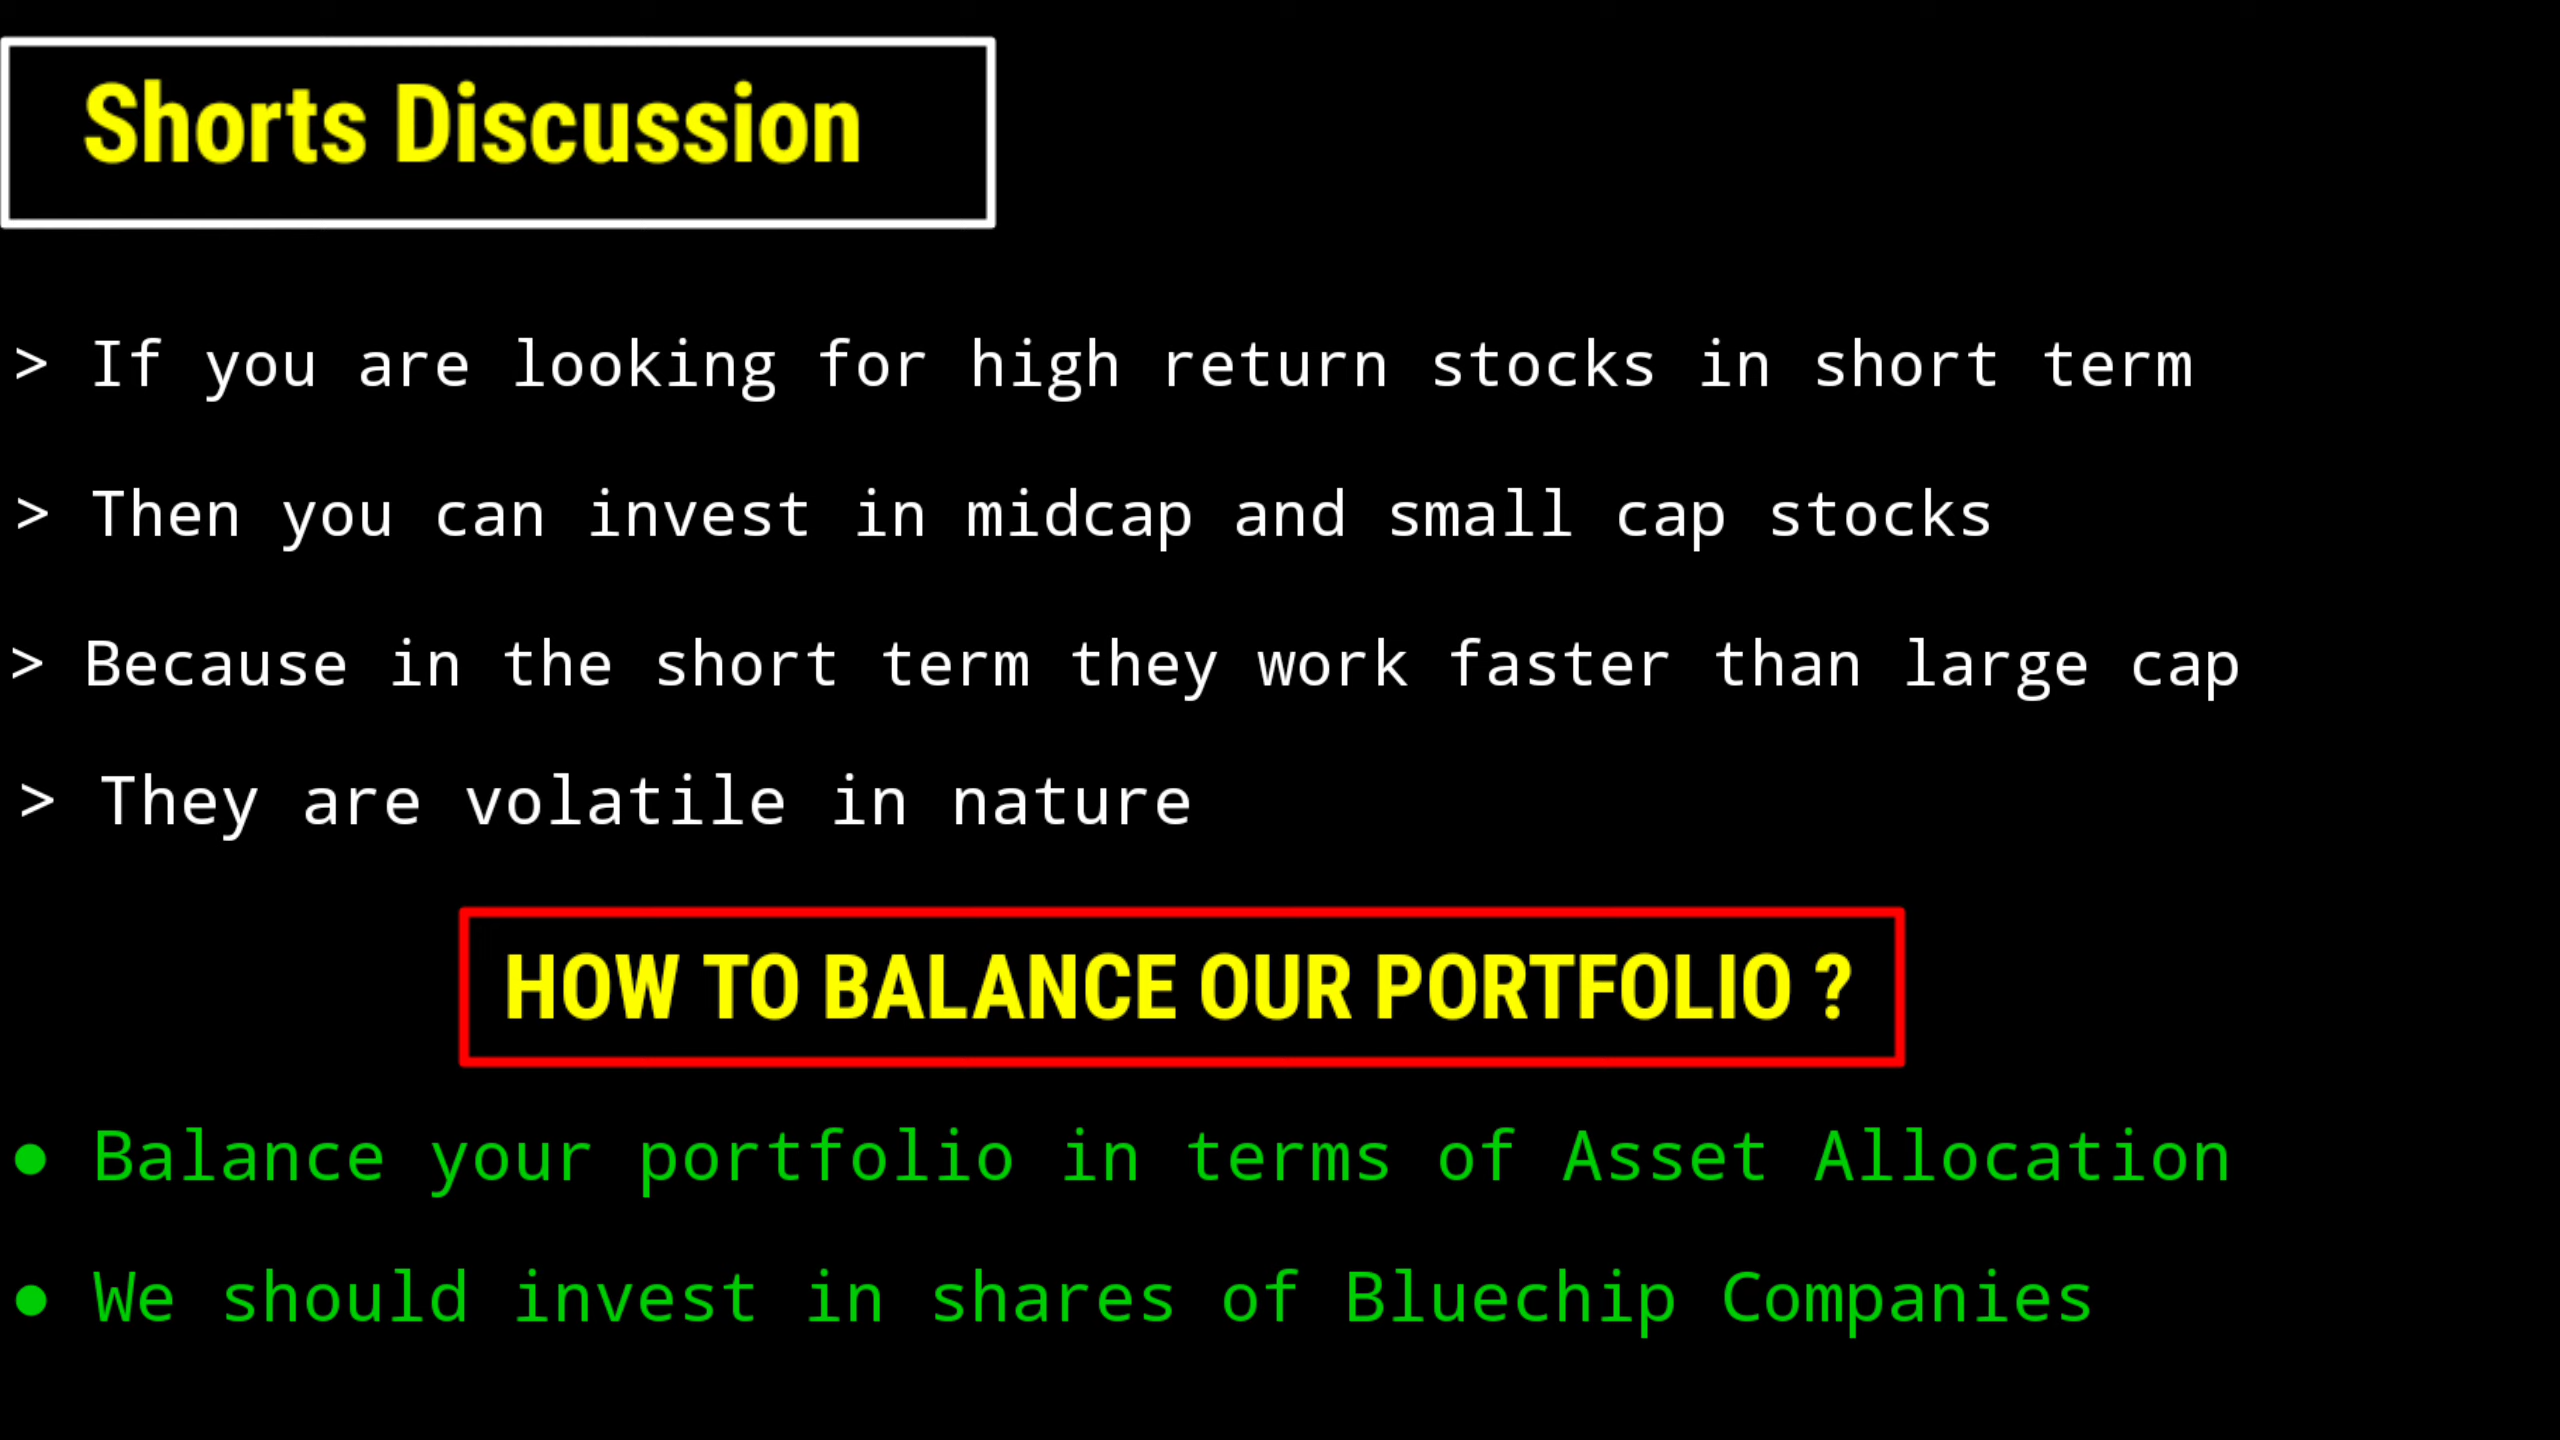 Shorts Discussion
> If you are looking for high return stocks in short term
> Then you can invest in midcap and small cap stocks
> Because in the short term they work faster than large cap
> They are volatile in nature
HOW TO BALANCE OUR PORTFOLIO ?
● Balance your portfolio in terms of Asset Allocation
● We should invest in shares of Bluechip Companies